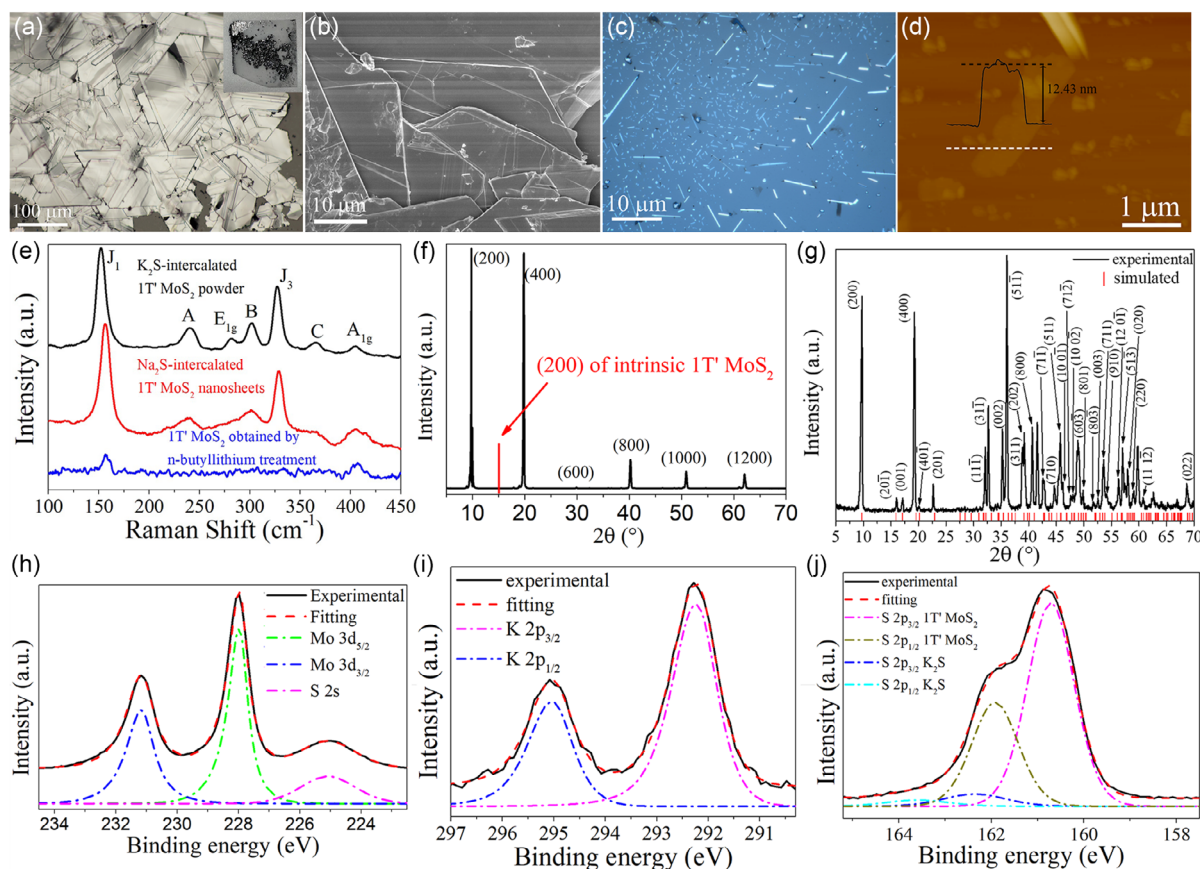 (a)
100 μm
(b)
10 μm
(c)
10 μm
(d)
12.43 nm
1 μm
(e)
Intensity (a.u.)
J1
K2S-intercalated
1T' MoS2 powder
A
E1g
B
J3
C
A1g
Na2S-intercalated
1T' MoS2 nanosheets
1T' MoS2 obtained by
n-butyllithium treatment
100 150 200 250 300 350 400 450
Raman Shift (cm-1)
(f)
Intensity (a.u.)
(200)
(400)
(200) of intrinsic 1T' MoS2
(600)
(800)
(1000)
(1200)
10 20 30 40 50 60 70
2θ (°)
(g)
Intensity (a.u.)
experimental
simulated
(200)
(201̄)
(001)
(400)
(401)
(201)
(111̄)
(311̄)
(002)
(311)
(202)
(800)
(511̄)
(711̄)
(7̄10)
(511)
(10 01̄)
(712̄)
(10 02̄)
(603̄)
(801)
(803̄)
(003)
(711)
(910)
(12 01̄)
(513̄)
(020)
(220)
(11 12̄)
(022)
5 10 15 20 25 30 35 40 45 50 55 60 65 70
2θ (°)
(h)
Intensity (a.u.)
Experimental
Fitting
Mo 3d5/2
Mo 3d3/2
S 2s
234 232 230 228 226 224
Binding energy (eV)
(i)
Intensity (a.u.)
experimental
fitting
K 2p3/2
K 2p1/2
297 296 295 294 293 292 291
Binding energy (eV)
(j)
Intensity (a.u.)
experimental
fitting
S 2p3/2 1T' MoS2
S 2p1/2 1T' MoS2
S 2p3/2 K2S
S 2p1/2 K2S
164 162 160 158
Binding energy (eV)